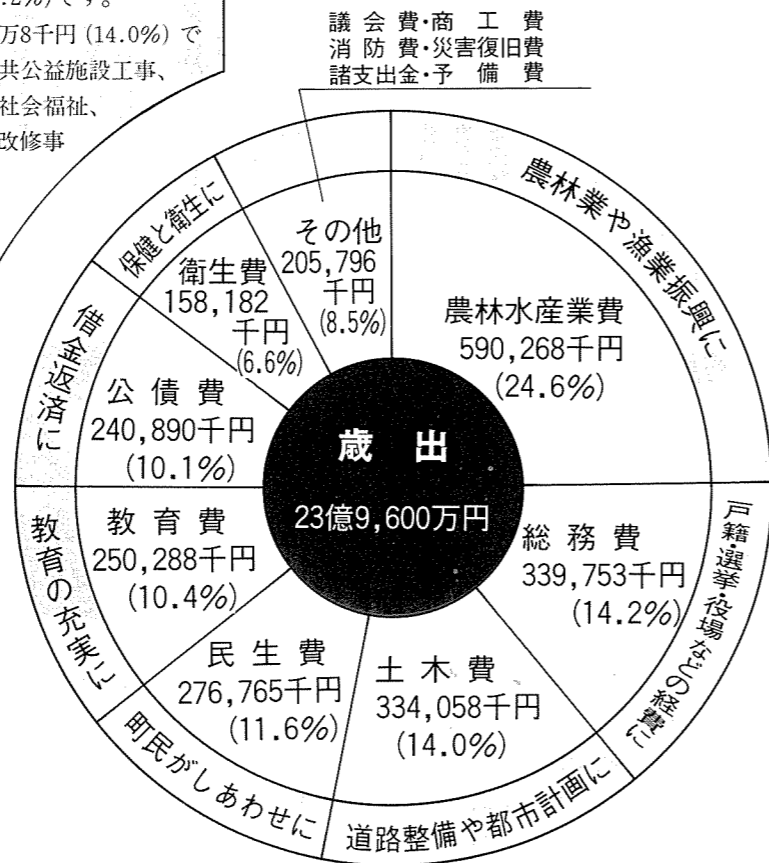 .2%)です。
万8千円(14.0%)で
共公益施設工事、
社会福祉、
改修事
議会費・商工費
消防費・災害復旧費
諸支出金・予備費
農林業や漁業振興に
農林水産業費
590,268千円
(24.6%)
戸籍・選挙・役場などの経費に
総務費
339,753千円
(14.2%)
道路整備や都市計画に
土木費
334,058千円
(14.0%)
町民がしあわせに
民生費
276,765千円
(11.6%)
教育の充実に
教育費
250,288千円
(10.4%)
借金返済に
公債費
240,890千円
(10.1%)
保健と衛生に
衛生費
158,182
千円
(6.6%)
その他
205,796
千円
(8.5%)
歳出
23億9,600万円